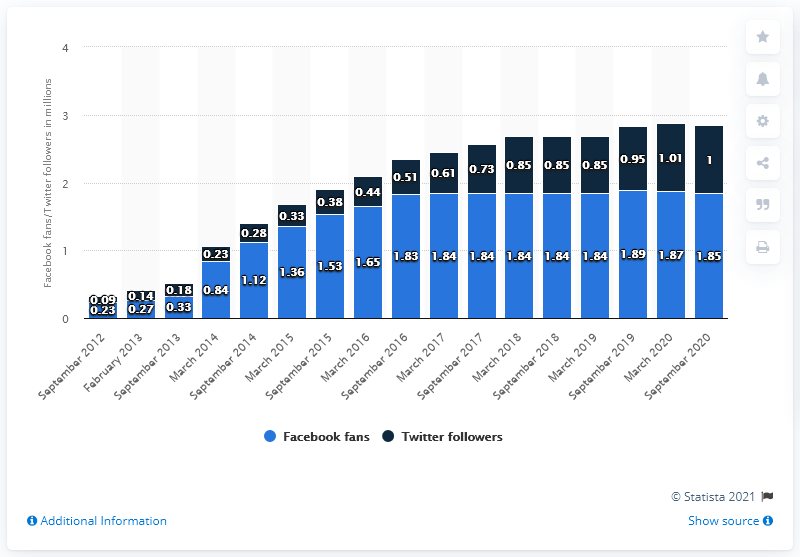 Facebook fans/Twitter followers in millions
4
3
2
1
0
0.09 0.14 0.18 0.23 0.28 0.33 0.38 0.44 0.51 0.61 0.73 0.85 0.85 0.85 0.95 1.01 1
0.23 0.27 0.33 0.84 1.12 1.36 1.53 1.65 1.83 1.84 1.84 1.84 1.84 1.84 1.89 1.87 1.85
September 2012
February 2013
September 2013
March 2014
September 2014
March 2015
September 2015
March 2016
September 2016
March 2017
September 2017
March 2018
September 2018
March 2019
September 2019
March 2020
September 2020
Facebook fans Twitter followers
© Statista 2021
Additional Information Show source